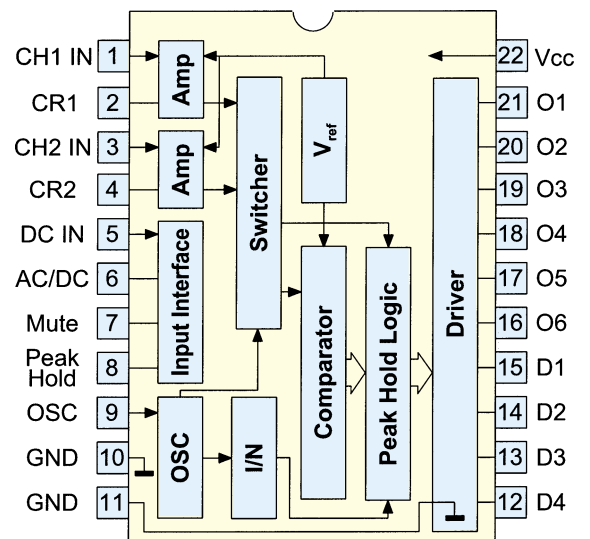 CH1 IN 1
CR1 2
CH2 IN 3
CR2 4
DC IN 5
AC/DC 6
Mute 7
Peak
Hold 8
OSC 9
GND 10
GND 11
Amp
Amp
Input Interface
OSC
Switcher
I/N
Vref
Comparator
Peak Hold Logic
Driver
22 Vcc
21 O1
20 O2
19 O3
18 O4
17 O5
16 O6
15 D1
14 D2
13 D3
12 D4